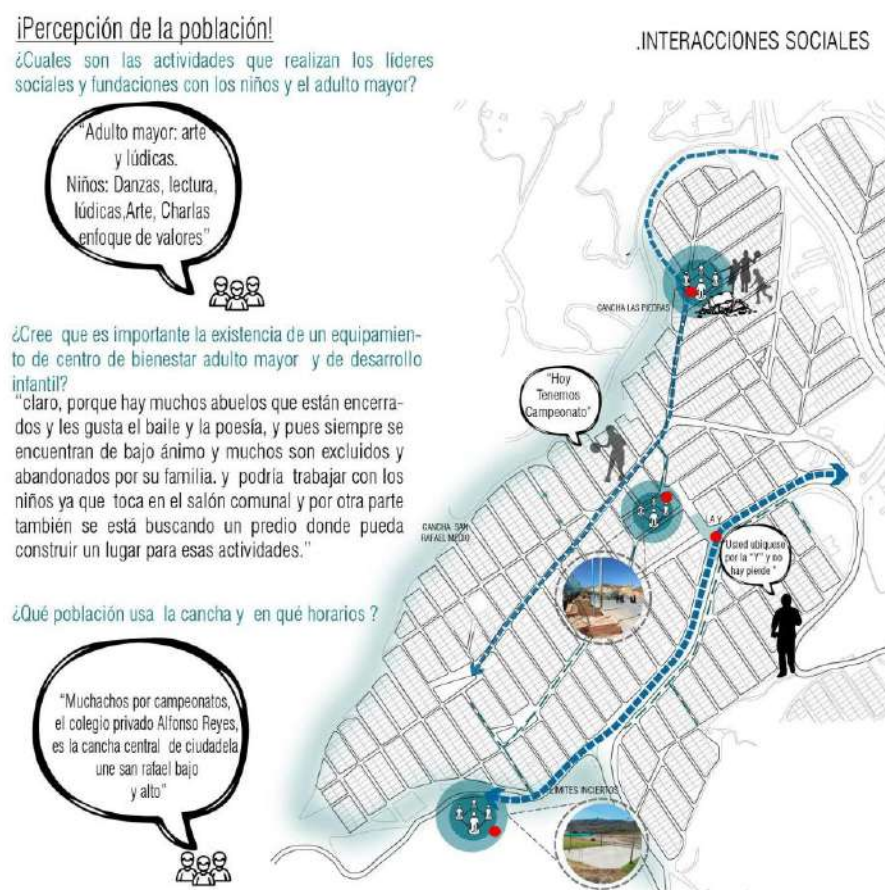 ¡Percepción de la población!
.INTERACCIONES SOCIALES
¿Cuales son las actividades que realizan los líderes
sociales y fundaciones con los niños y el adulto mayor?
“Adulto mayor: arte
y lúdicas.
Niños: Danzas, lectura,
lúdicas,Arte, Charlas
enfoque de valores”
¿Cree que es importante la existencia de un equipamien-
to de centro de bienestar adulto mayor y de desarrollo
infantil?
“claro, porque hay muchos abuelos que están encerra-
dos y les gusta el baile y la poesía, y pues siempre se
encuentran de bajo ánimo y muchos son excluidos y
abandonados por su familia. y podría trabajar con los
niños ya que toca en el salón comunal y por otra parte
también se está buscando un predio donde pueda
construir un lugar para esas actividades.”
¿Qué población usa la cancha y en qué horarios ?
“Muchachos por campeonatos,
el colegio privado Alfonso Reyes,
es la cancha central de ciudadela
une san rafael bajo
y alto”
CANCHA LAS PIEDRAS
“Hoy
Tenemos
Campeonato”
CANCHA SAN
RAFAEL MEDIO
LA Y
Usted ubiquese
por la “Y” y no
hay pierde ”
LIMITES INCIERTOS